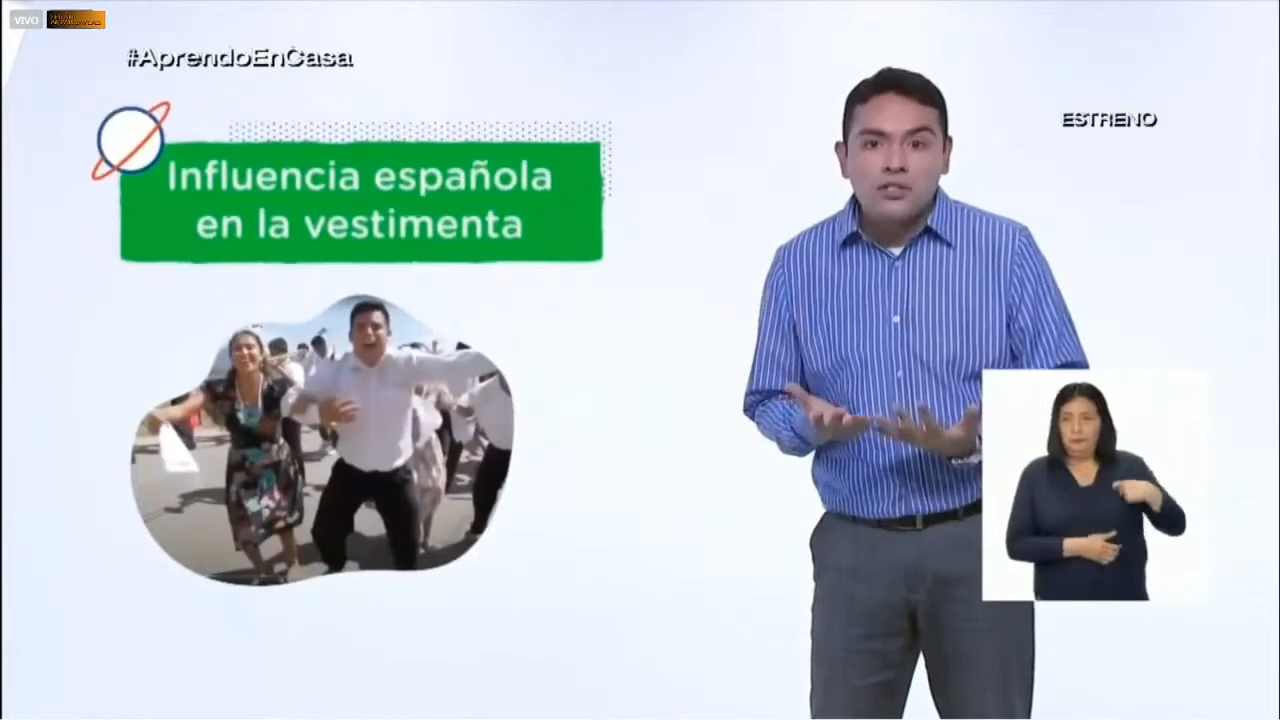 VIVO
#AprendoEnCasa
ESTRENO
Influencia española
en la vestimenta